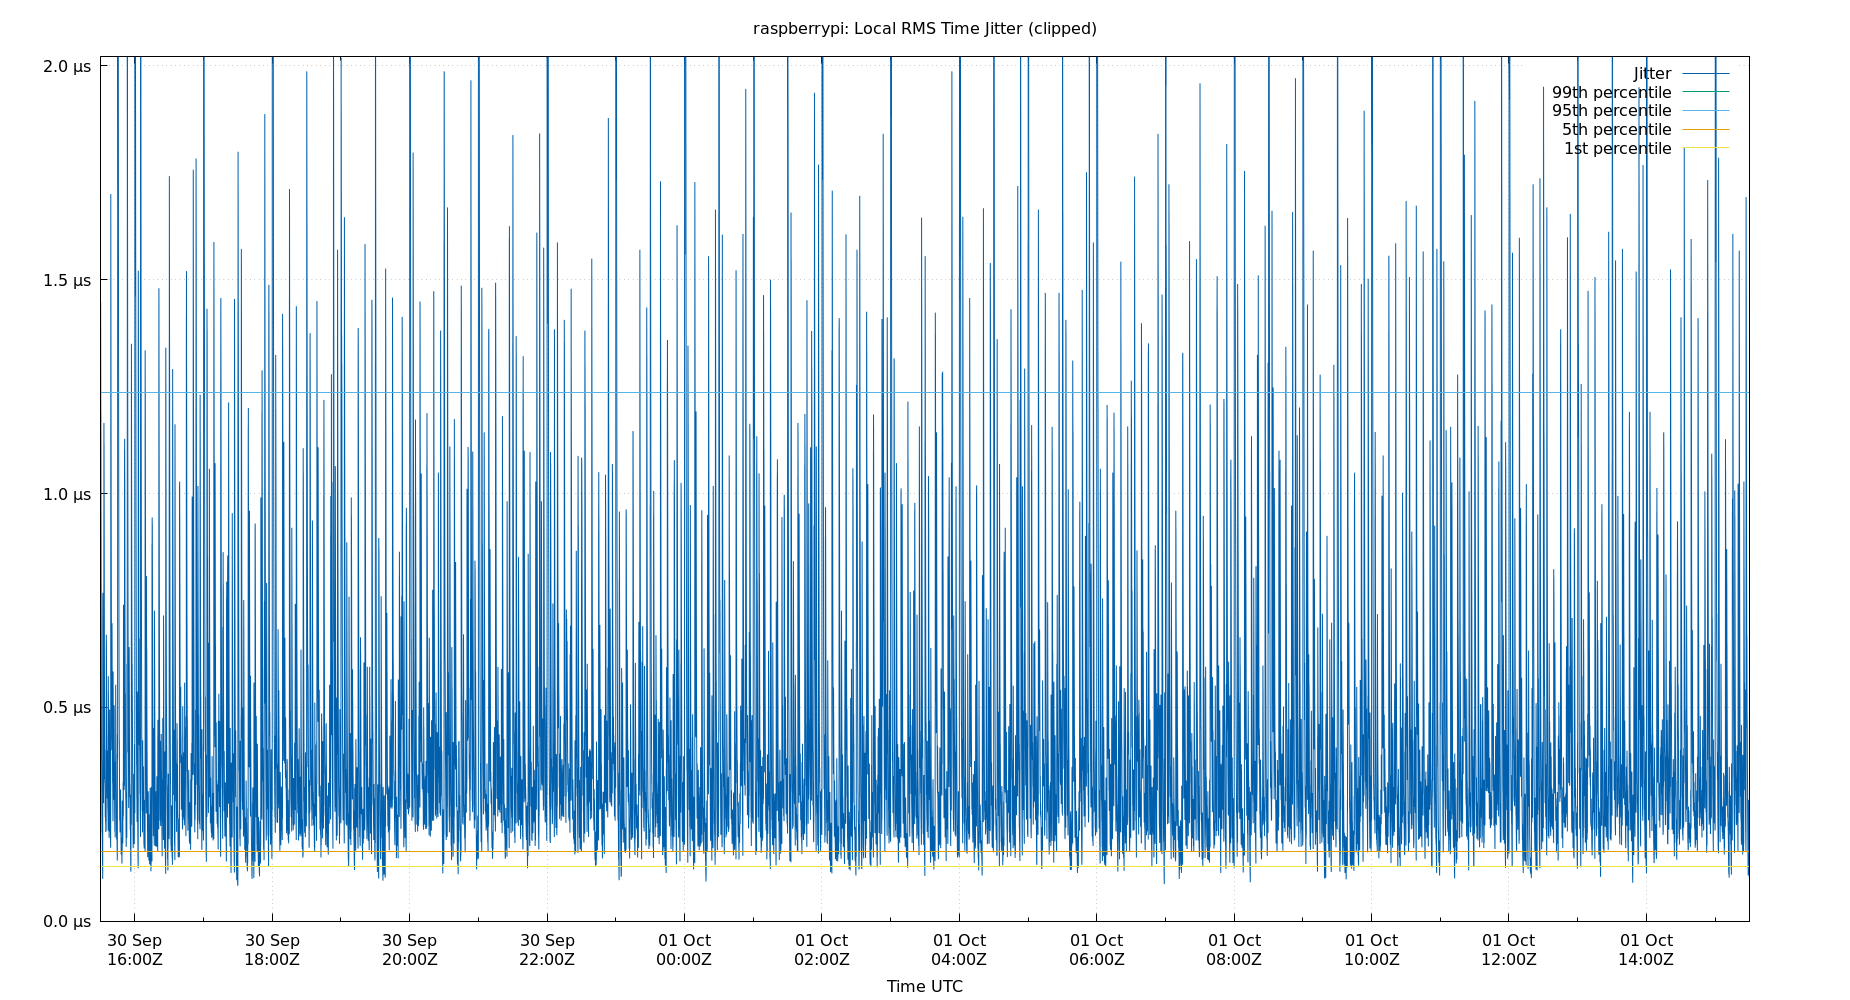 raspberrypi: Local RMS Time Jitter (clipped)
2.0 µs
1.5 µs
1.0 µs
0.5 µs
0.0 µs
Jitter
99th percentile
95th percentile
5th percentile
1st percentile
30 Sep 30 Sep 30 Sep 30 Sep 01 Oct 01 Oct 01 Oct 01 Oct 01 Oct 01 Oct 01 Oct 01 Oct
16:00Z 18:00Z 20:00Z 22:00Z 00:00Z 02:00Z 04:00Z 06:00Z 08:00Z 10:00Z 12:00Z 14:00Z
Time UTC